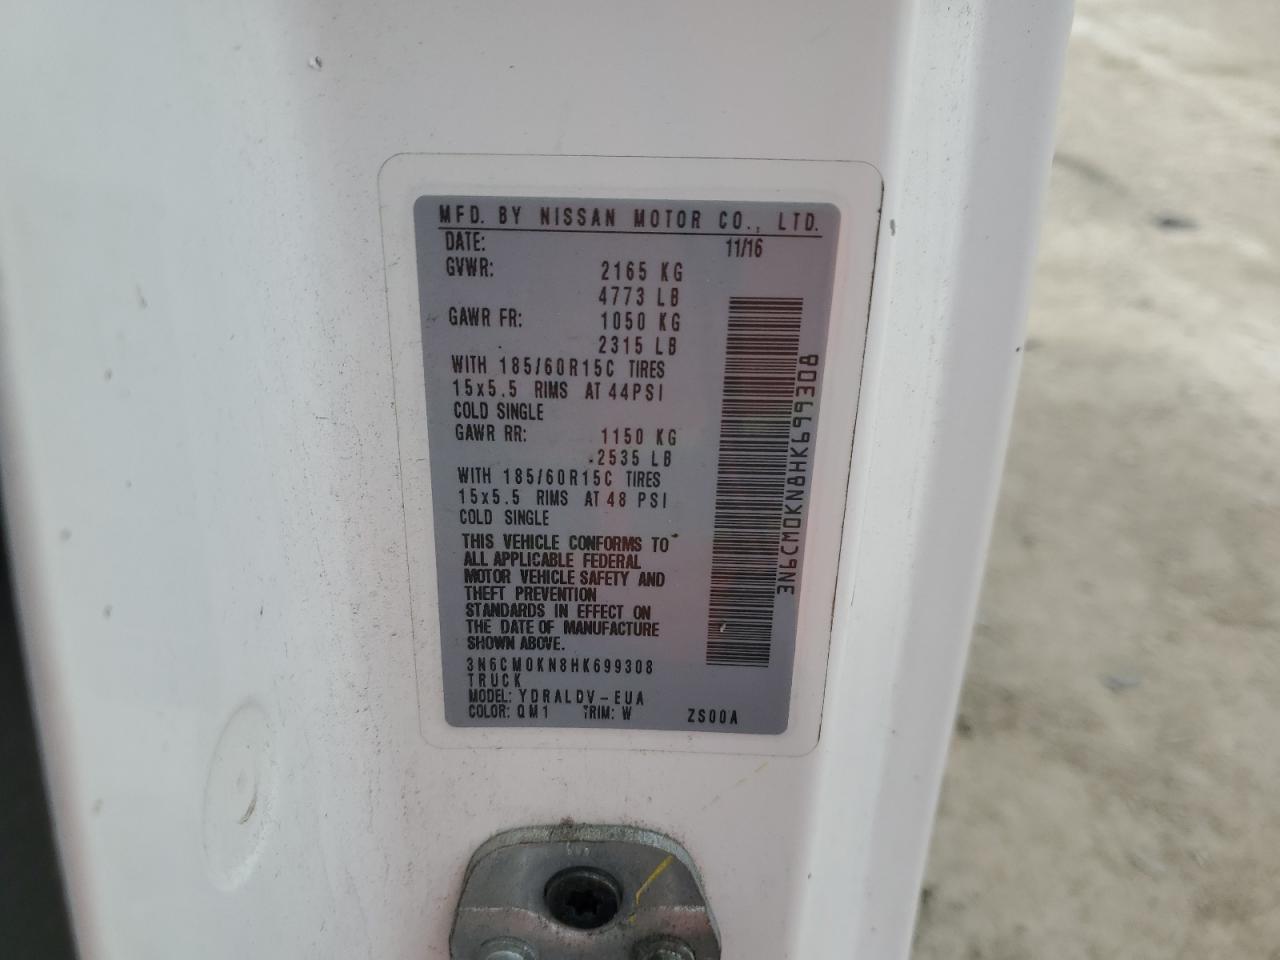 MFD. BY NISSAN MOTOR CO., LTD.
DATE: 11/16
GVWR: 2165 KG
4773 LB
GAWR FR: 1050 KG
2315 LB
WITH 185/60R15C TIRES
15x5.5 RIMS AT 44PSI
COLD SINGLE
GAWR RR: 1150 KG
2535 LB
WITH 185/60R15C TIRES
15x5.5 RIMS AT 48 PSI
COLD SINGLE
THIS VEHICLE CONFORMS TO
ALL APPLICABLE FEDERAL
MOTOR VEHICLE SAFETY AND
THEFT PREVENTION
STANDARDS IN EFFECT ON
THE DATE OF MANUFACTURE
SHOWN ABOVE.
3N6CM0KN8HK699308
TRUCK
MODEL: YDRALDV-EUA
COLOR: QM1 TRIM: W ZS00A
3N6CM0KN8HK699308